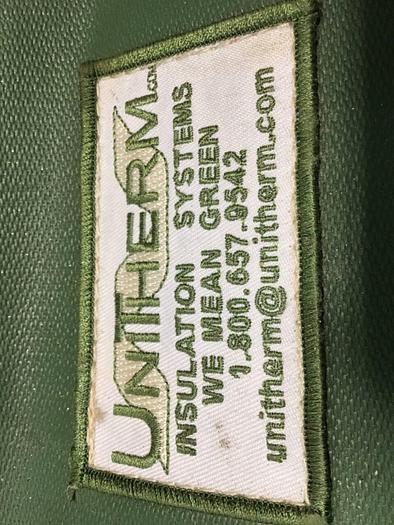 UNITHERM.COM
INSULATION SYSTEMS
WE MEAN GREEN
1.800.657.9542
unitherm@unitherm.com